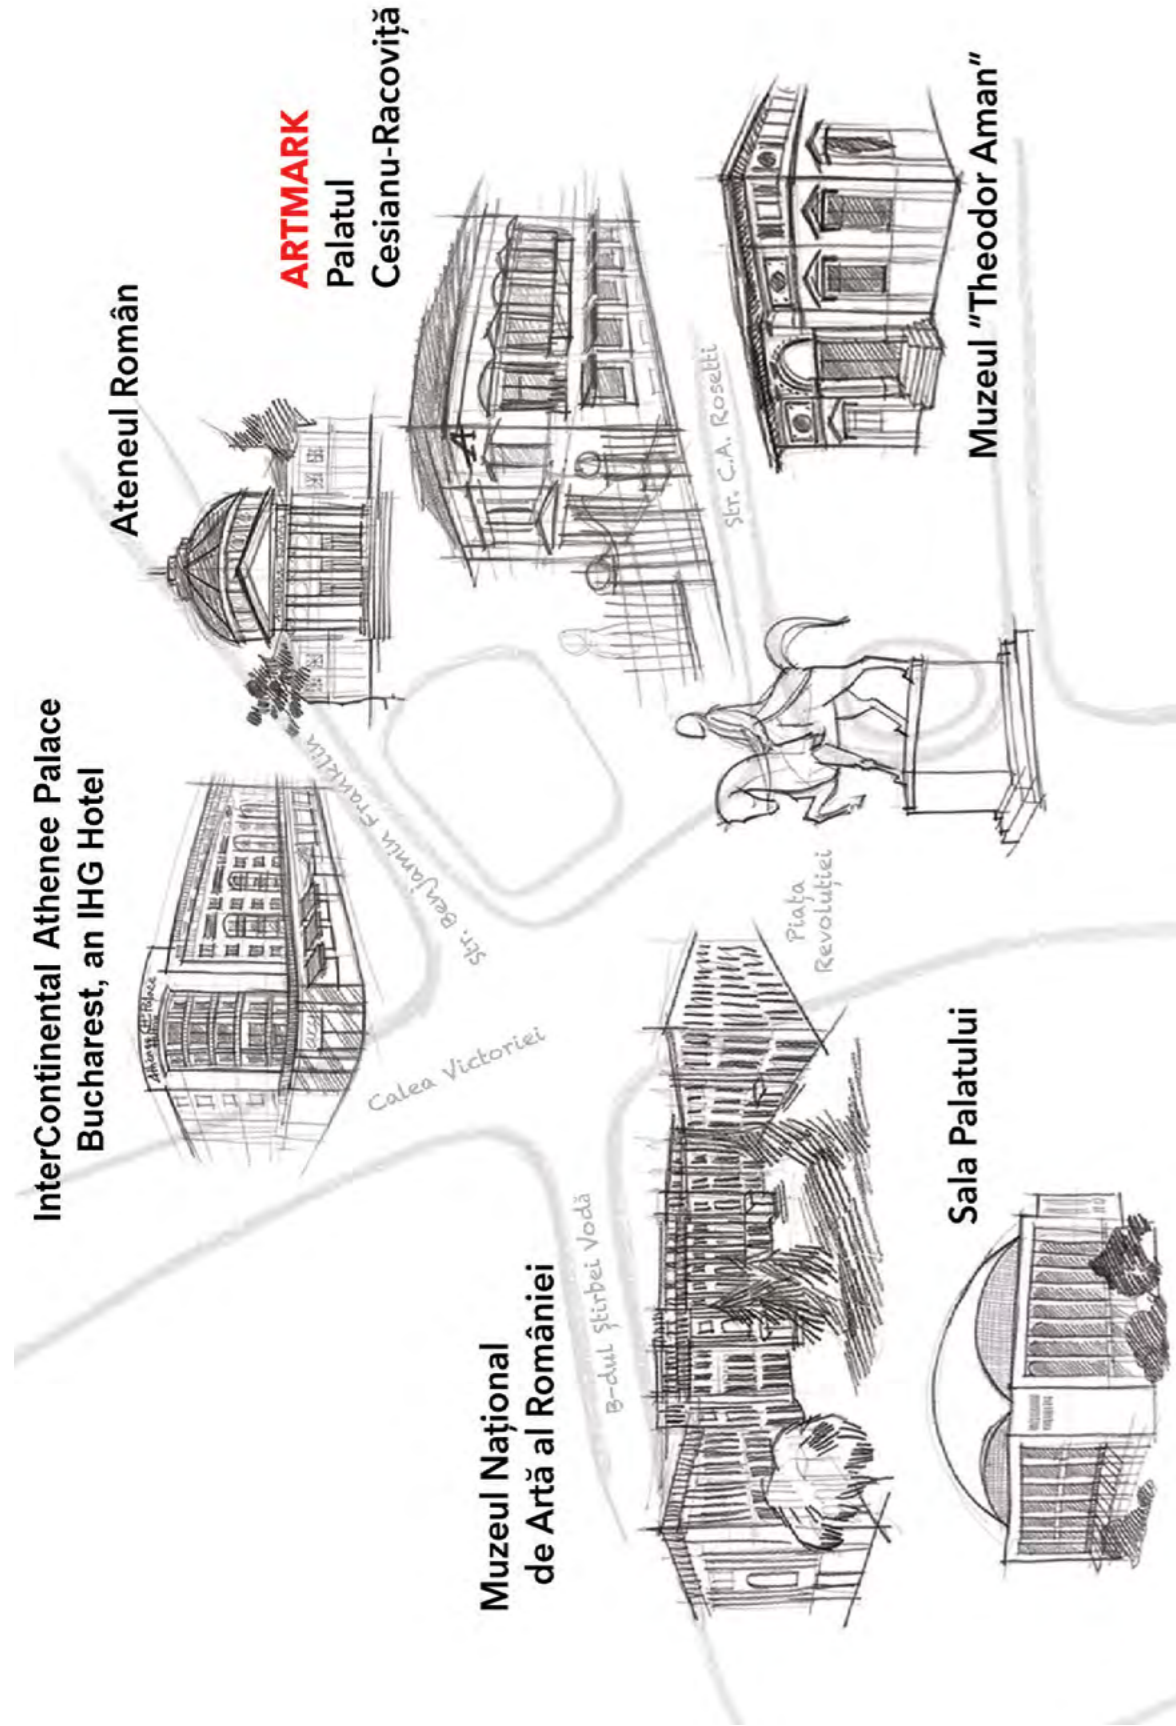 InterContinental Athenee Palace
Bucharest, an IHG Hotel
Ateneul Român
ARTMARK
Palatul
Cesianu-Racoviță
Str. Benjamin Franklin
Calea Victoriei
Str. C.A. Rosetti
Muzeul Național
de Artă al României
B-dul Știrbei Vodă
Piața
Revoluției
Sala Palatului
Muzeul "Theodor Aman"